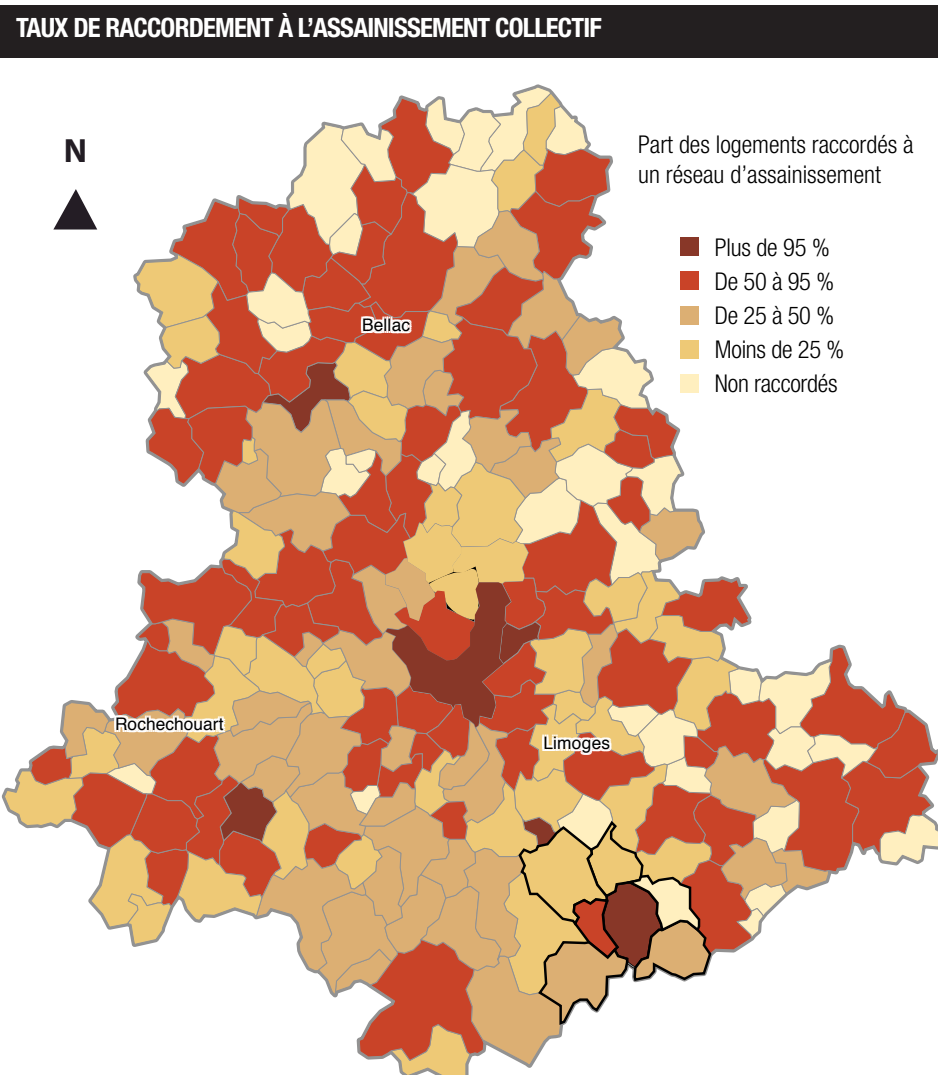 TAUX DE RACCORDEMENT À L'ASSAINISSEMENT COLLECTIF
N
Part des logements raccordés à
un réseau d'assainissement
Plus de 95 %
De 50 à 95 %
De 25 à 50 %
Moins de 25 %
Non raccordés
Bellac
Rochechouart
Limoges